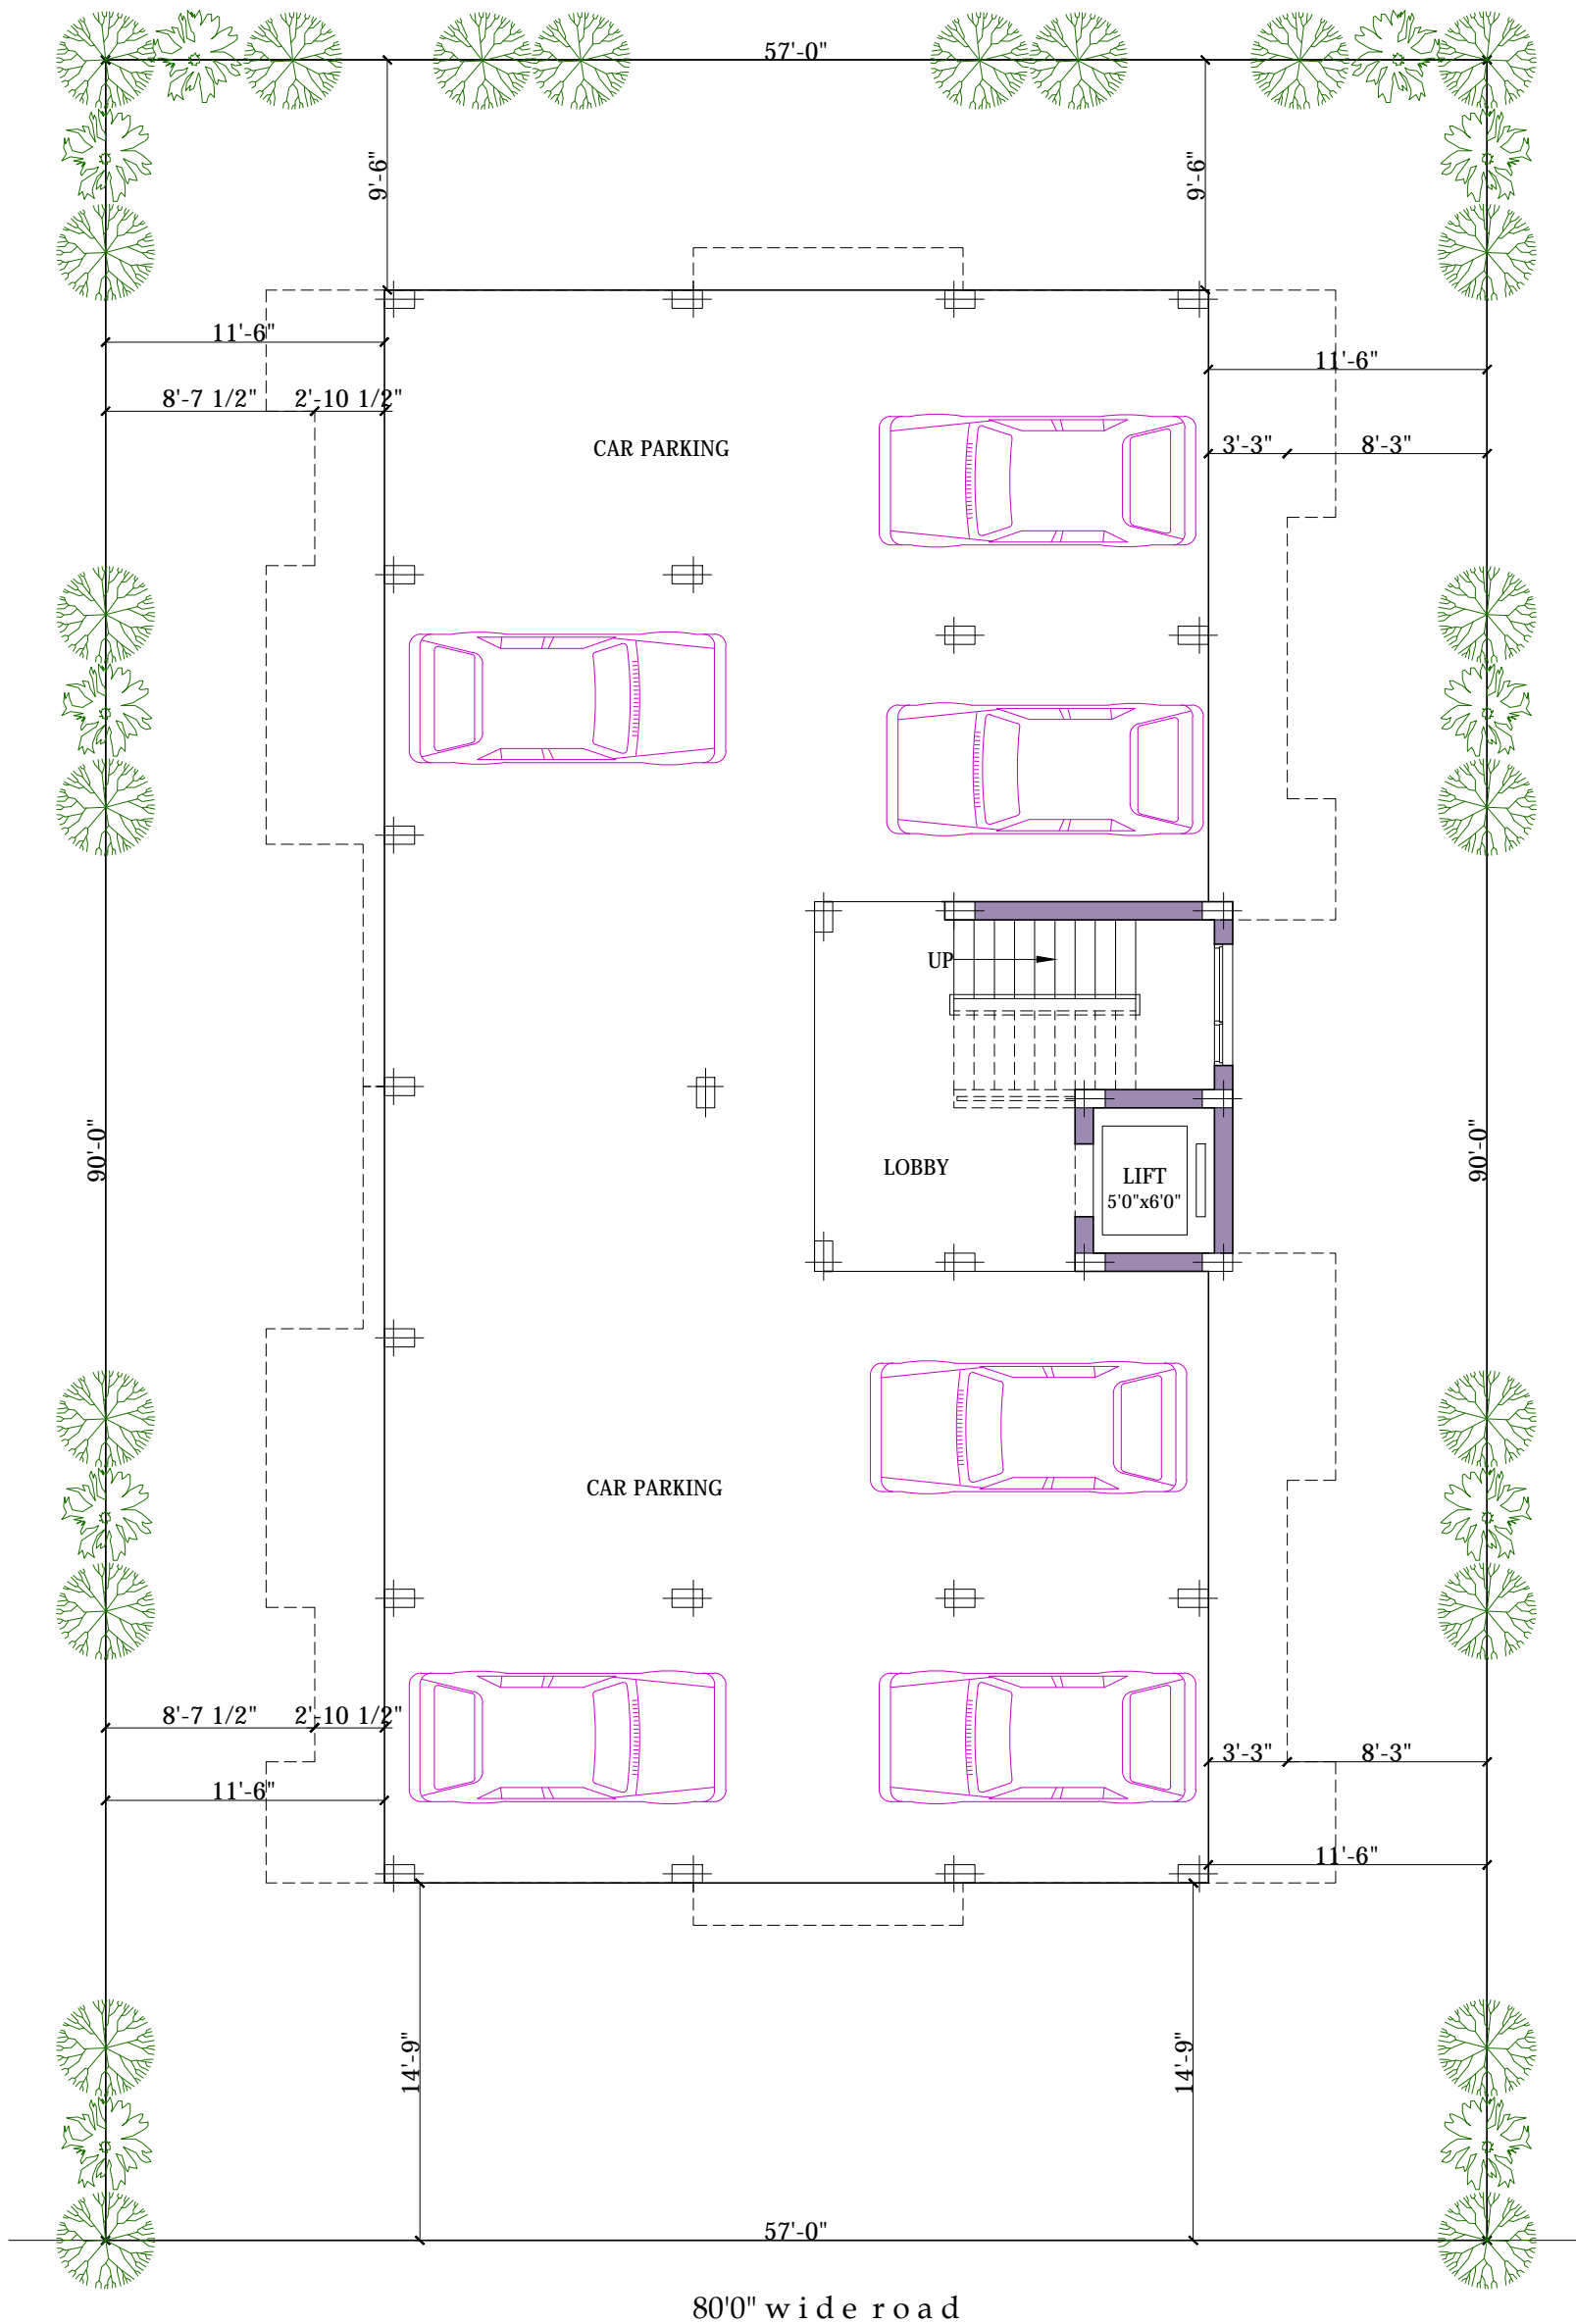 57'-0"
9'-6"
9'-6"
11'-6"
11'-6"
8'-7 1/2"
2'-10 1/2"
CAR PARKING
3'-3"
8'-3"
UP
90'-0"
90'-0"
LOBBY
LIFT
5'0"x6'0"
CAR PARKING
8'-7 1/2"
2'-10 1/2"
3'-3"
8'-3"
11'-6"
11'-6"
14'-9"
14'-9"
57'-0"
80'0" wide road